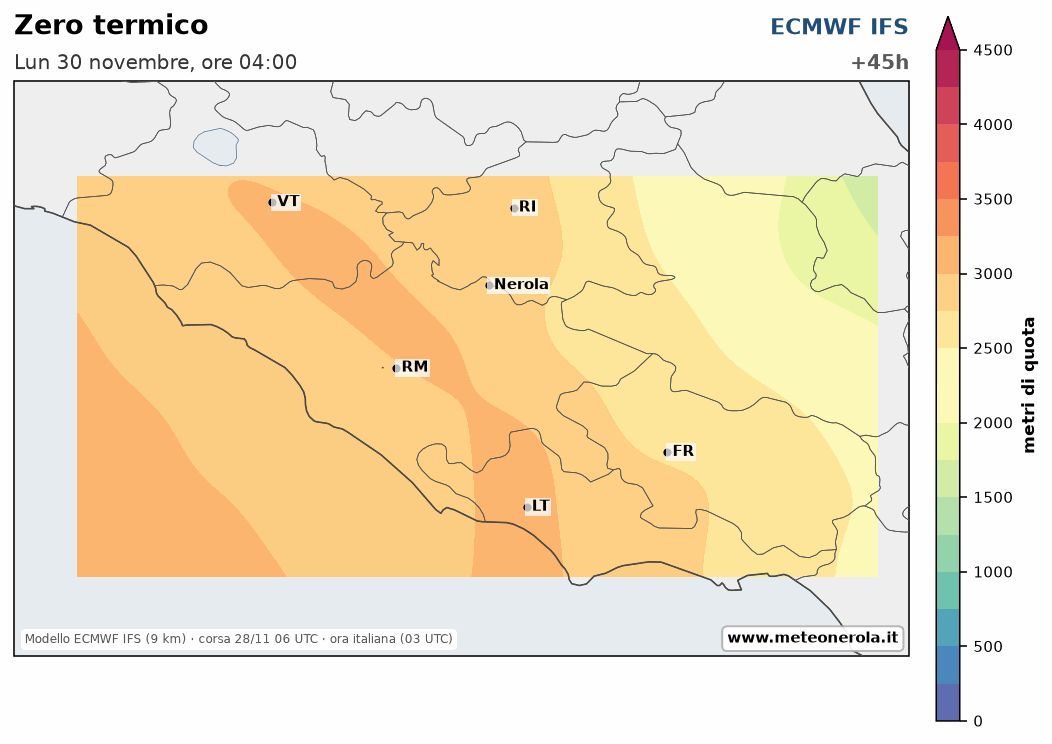 Zero termico
ECMWF IFS
Lun 30 novembre, ore 04:00
+45h
VT
RI
Nerola
RM
FR
LT
4500
4000
3500
3000
2500
2000
1500
1000
500
0
metri di quota
Modello ECMWF IFS (9 km) · corsa 28/11 06 UTC · ora italiana (03 UTC)
www.meteonerola.it